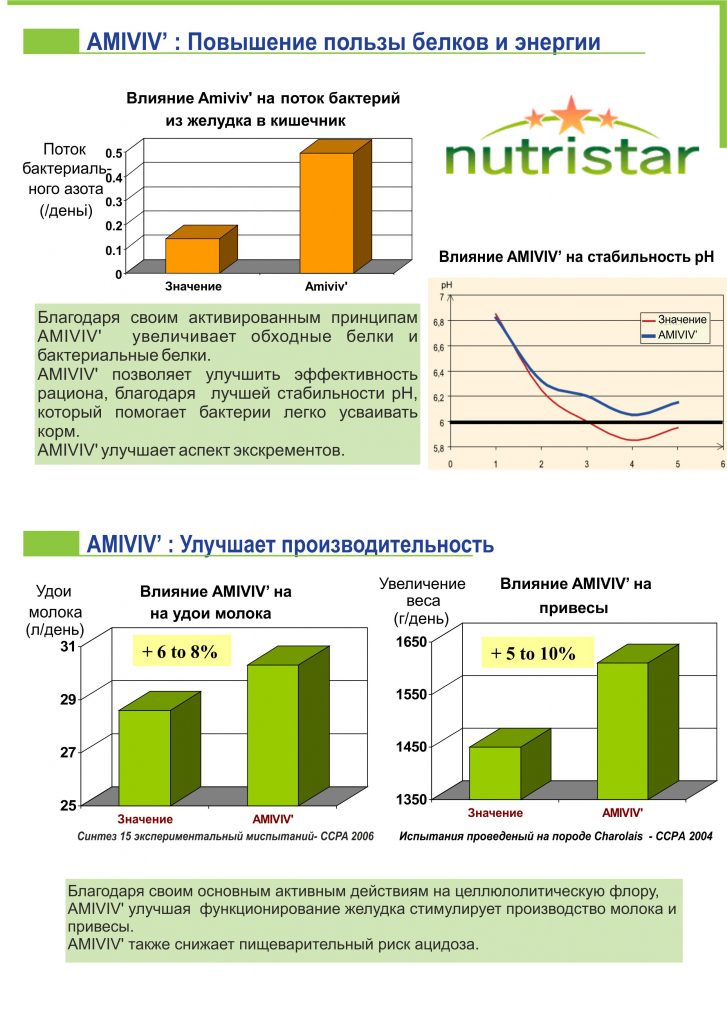 AMIVIV’ : Повышение пользы белков и энергии
Влияние Amiviv' на поток бактерий
из желудка в кишечник
Поток
бактериаль-
ного азота
(/деньi)
0.5
0.4
0.3
0.2
0.1
0
Значение
Amiviv'
nutristar
Влияние AMIVIV’ на стабильность pH
pH
7
6,8
6,6
6,4
6,2
6
5,8
0 1 2 3 4 5 6
Значение
AMIVIV’
Благодаря своим активированным принципам
AMIVIV' увеличивает обходные белки и
бактериальные белки.
AMIVIV' позволяет улучшить эффективность
рациона, благодаря лучшей стабильности pH,
который помогает бактерии легко усваивать
корм.
AMIVIV' улучшает аспект экскрементов.
AMIVIV’ : Улучшает производительность
Удои
молока
(л/день)
Влияние AMIVIV’ на
на удои молока
+ 6 to 8%
31
29
27
25
Значение
AMIVIV'
Синтез 15 экспериментальный миспытаний- CCPA 2006
Увеличение
веса
(г/день)
Влияние AMIVIV’ на
привесы
+ 5 to 10%
1650
1550
1450
1350
Значение
AMIVIV'
Испытания проведеный на породе Charolais - CCPA 2004
Благодаря своим основным активным действиям на целлюлолитическую флору,
AMIVIV' улучшая функционирование желудка стимулирует производство молока и
привесы.
AMIVIV' также снижает пищеварительный риск ацидоза.